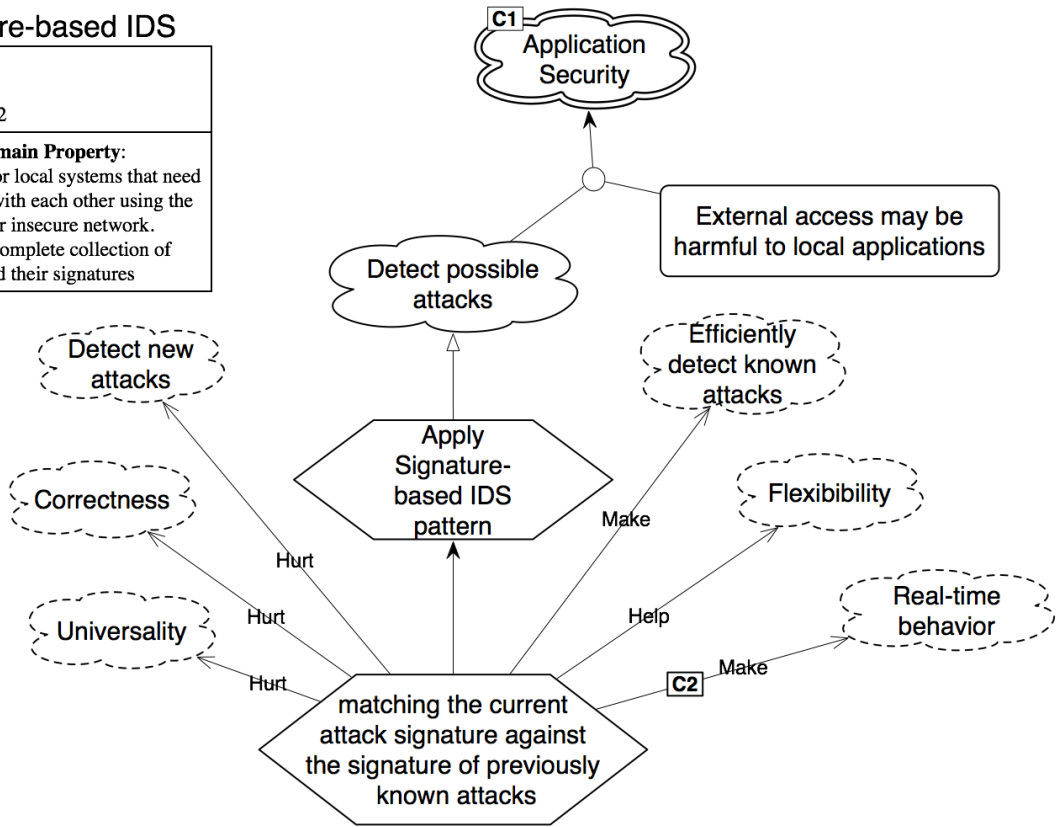 re-based IDS
2
main Property:
or local systems that need
with each other using the
r insecure network.
omplete collection of
d their signatures
C1
Application
Security
External access may be
harmful to local applications
Detect possible
attacks
Detect new
attacks
Efficiently
detect known
attacks
Apply
Signature-
based IDS
pattern
Correctness
Flexibibility
Make
Hurt
Universality
Hurt
Help
Real-time
behavior
Hurt
C2
Make
matching the current
attack signature against
the signature of previously
known attacks